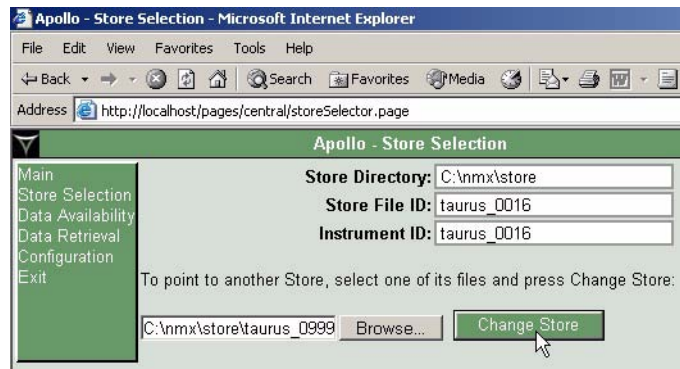 Apollo - Store Selection - Microsoft Internet Explorer
File Edit View Favorites Tools Help
Back Search Favorites Media
Address http://localhost/pages/central/storeSelector.page
Apollo - Store Selection
Main
Store Selection
Data Availability
Data Retrieval
Configuration
Exit
Store Directory: C:\nmx\store
Store File ID: taurus_0016
Instrument ID: taurus_0016
To point to another Store, select one of its files and press Change Store:
C:\nmx\store\taurus_0999 Browse... Change Store